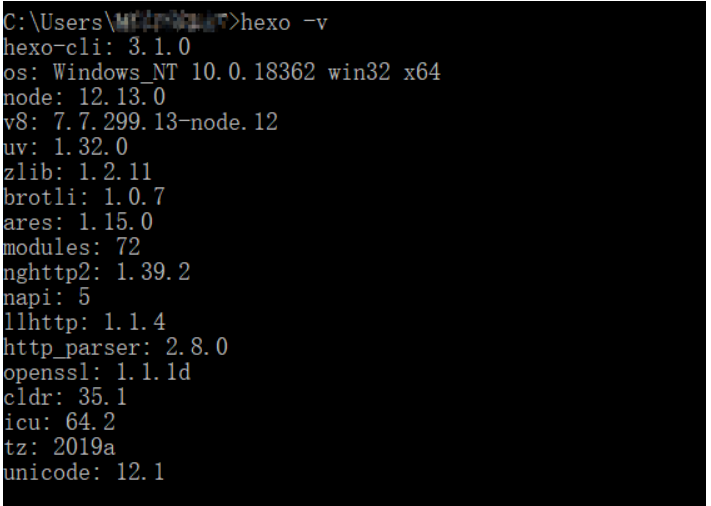 C:\Users\>hexo -v
hexo-cli: 3.1.0
os: Windows_NT 10.0.18362 win32 x64
node: 12.13.0
v8: 7.7.299.13-node.12
uv: 1.32.0
zlib: 1.2.11
brotli: 1.0.7
ares: 1.15.0
modules: 72
nghttp2: 1.39.2
napi: 5
llhttp: 1.1.4
http_parser: 2.8.0
openssl: 1.1.1d
cldr: 35.1
icu: 64.2
tz: 2019a
unicode: 12.1